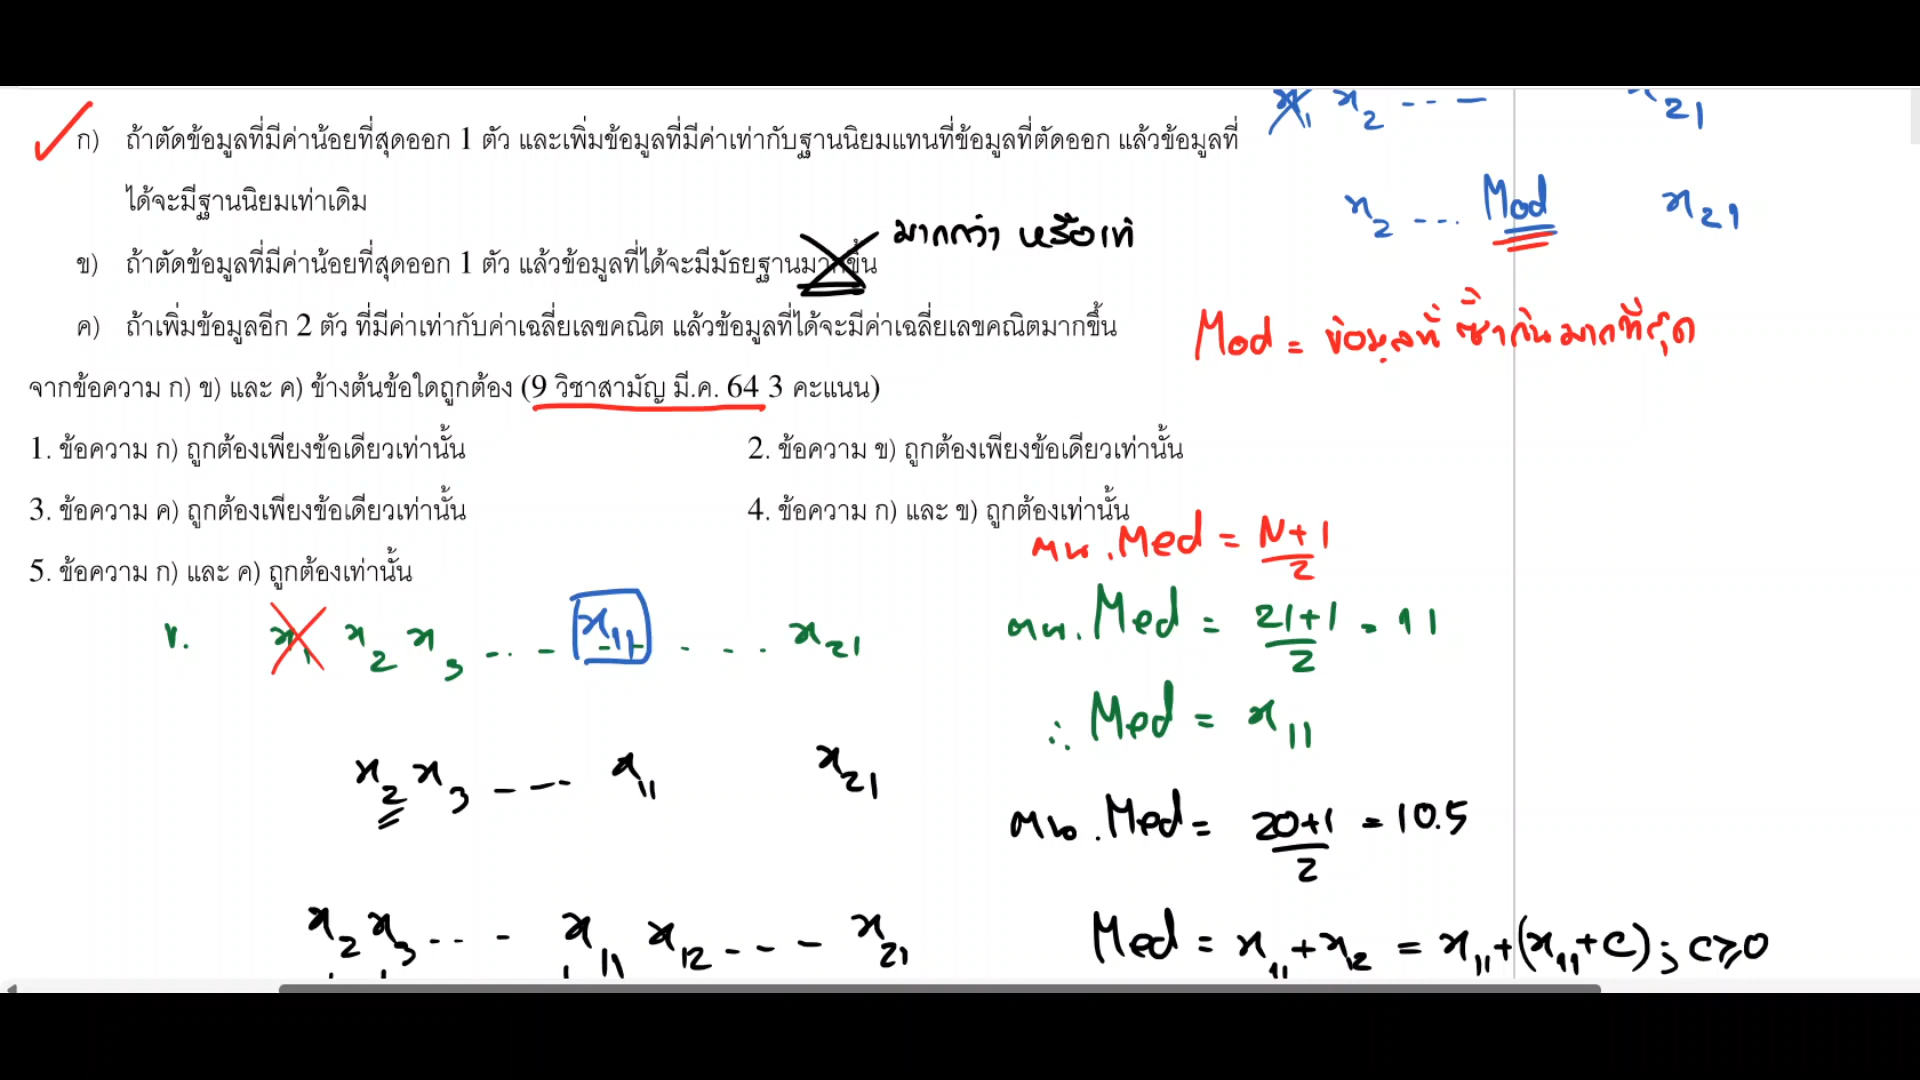 ก) ถ้าตัดข้อมูลที่มีค่าน้อยที่สุดออก 1 ตัว และเพิ่มข้อมูลที่มีค่าเท่ากับฐานนิยมแทนที่ข้อมูลที่ตัดออก แล้วข้อมูลที่
ได้จะมีฐานนิยมเท่าเดิม
x₁ x₂ ---- x₂₁
x₂ ---- Mod x₂₁
มากกว่า หรือเท่
ข) ถ้าตัดข้อมูลที่มีค่าน้อยที่สุดออก 1 ตัว แล้วข้อมูลที่ได้จะมีมัธยฐานมากขึ้น
ค) ถ้าเพิ่มข้อมูลอีก 2 ตัว ที่มีค่าเท่ากับค่าเฉลี่ยเลขคณิต แล้วข้อมูลที่ได้จะมีค่าเฉลี่ยเลขคณิตมากขึ้น
Mod = ข้อมูลที่ ซ้ำกันมากที่สุด
จากข้อความ ก) ข) และ ค) ข้างต้นข้อใดถูกต้อง (9 วิชาสามัญ มี.ค. 64 3 คะแนน)
1. ข้อความ ก) ถูกต้องเพียงข้อเดียวเท่านั้น
2. ข้อความ ข) ถูกต้องเพียงข้อเดียวเท่านั้น
3. ข้อความ ค) ถูกต้องเพียงข้อเดียวเท่านั้น
4. ข้อความ ก) และ ข) ถูกต้องเท่านั้น
5. ข้อความ ก) และ ค) ถูกต้องเท่านั้น
ตน. Med = (N+1)/2
x₁ x₂ x₃ ---- x₁₁ ---- x₂₁
ตน. Med = (21+1)/2 = 11
∴ Med = x₁₁
x₂ x₃ ---- x₁₁ x₂₁
ตน. Med = (20+1)/2 = 10.5
x₂ x₃ ---- x₁₁ x₁₂ ---- x₂₁
Med = x₁₁ + x₁₂ = x₁₁ + (x₁₁ + c) ; c ≥ 0